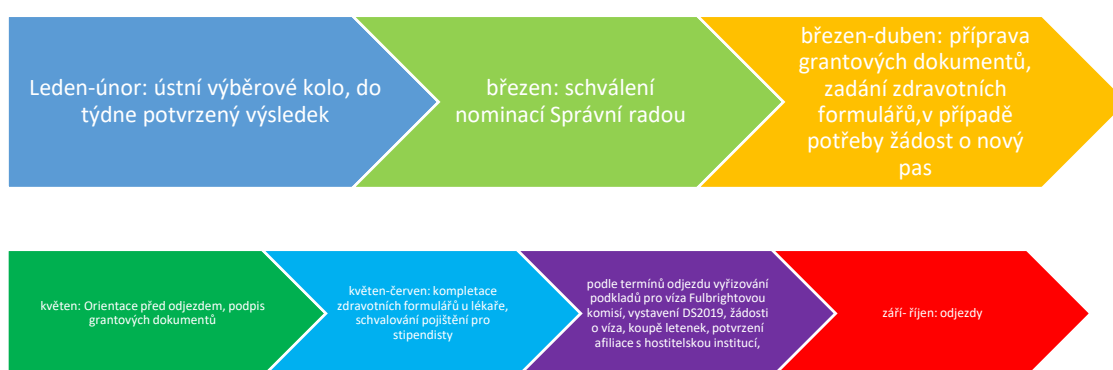 Leden-únor: ústní výběrové kolo, do
týdne potvrzený výsledek
březen: schválení
nominací Správní radou
březen-duben: příprava
grantových dokumentů,
zadání zdravotních
formulářů,v případě
potřeby žádost o nový
pas
květen: Orientace před odjezdem, podpis
grantových dokumentů
květen-červen: kompletace
zdravotních formulářů u lékaře,
schvalování pojištění pro
stipendisty
podle termínů odjezdu vyřizování
podkladů pro víza Fulbrightovou
komisí, vystavení DS2019, žádosti
o víza, koupě letenek, potvrzení
afiliace s hostitelskou institucí,
září- říjen: odjezdy